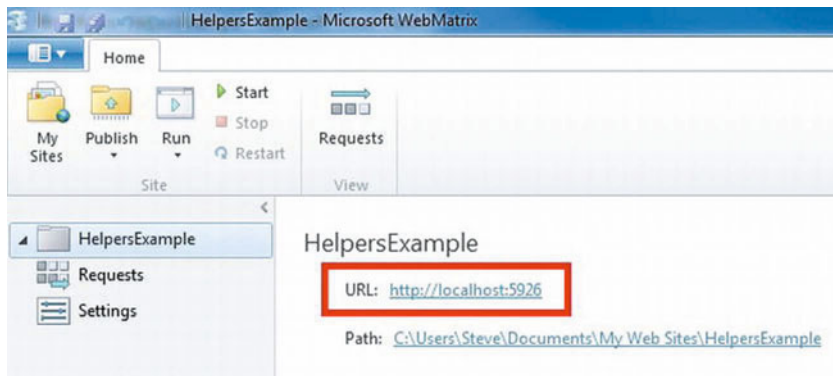 HelpersExample - Microsoft WebMatrix
Home
My Sites
Publish
Run
Start
Stop
Restart
Requests
Site
View
HelpersExample
Requests
Settings
HelpersExample
URL: http://localhost:5926
Path: C:\Users\Steve\Documents\My Web Sites\HelpersExample